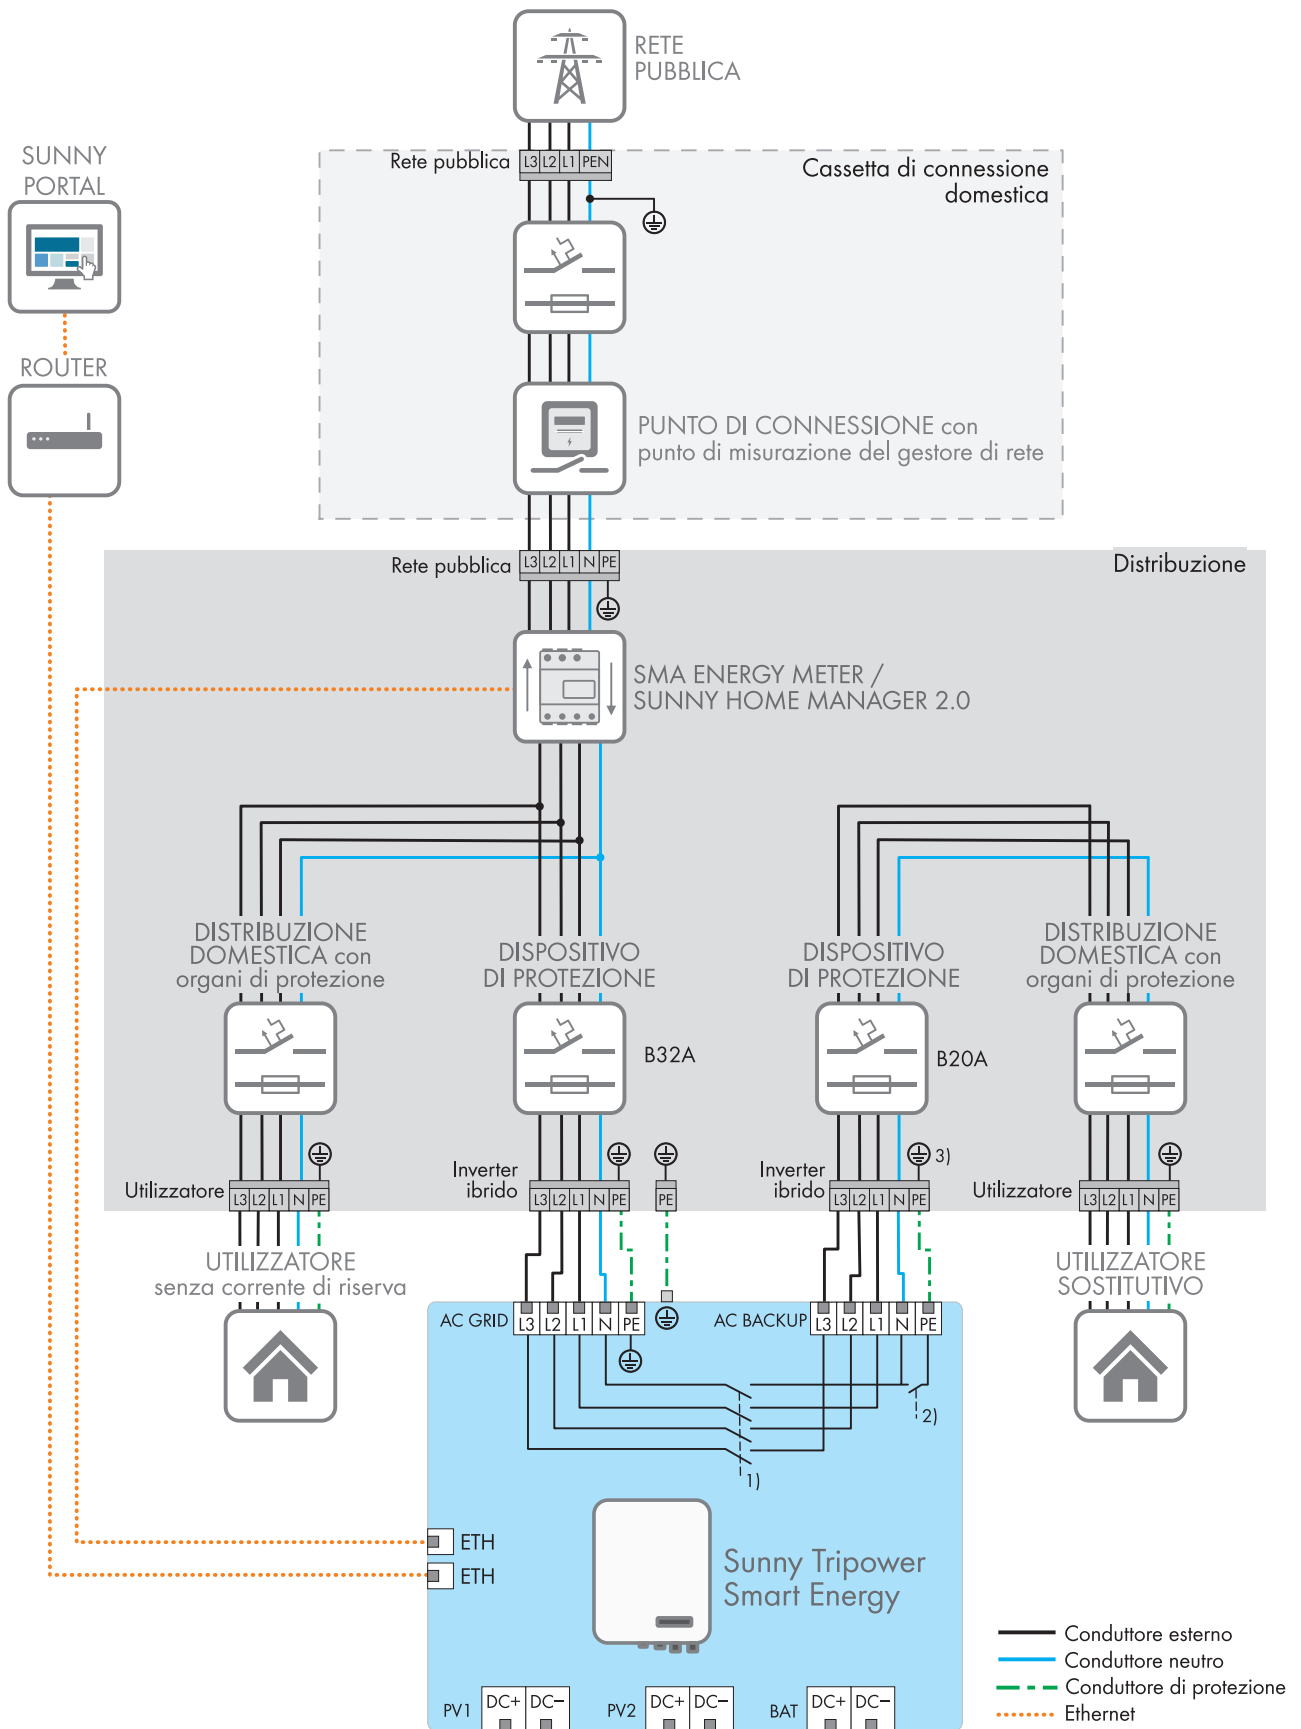 RETE
PUBBLICA
Rete pubblica
L3 L2 L1 PEN
Cassetta di connessione
domestica
SUNNY
PORTAL
ROUTER
PUNTO DI CONNESSIONE con
punto di misurazione del gestore di rete
Rete pubblica
L3 L2 L1 N PE
Distribuzione
SMA ENERGY METER /
SUNNY HOME MANAGER 2.0
DISTRIBUZIONE
DOMESTICA con
organi di protezione
DISPOSITIVO
DI PROTEZIONE
DISPOSITIVO
DI PROTEZIONE
DISTRIBUZIONE
DOMESTICA con
organi di protezione
B32A
B20A
Utilizzatore
L3 L2 L1 N PE
Inverter
ibrido
L3 L2 L1 N PE
PE
Inverter
ibrido
3)
L3 L2 L1 N PE
Utilizzatore
L3 L2 L1 N PE
UTILIZZATORE
senza corrente di riserva
UTILIZZATORE
SOSTITUTIVO
AC GRID
L3 L2 L1 N PE
AC BACKUP
L3 L2 L1 N PE
2)
1)
ETH
ETH
Sunny Tripower
Smart Energy
PV1
DC+ DC–
PV2
DC+ DC–
BAT
DC+ DC–
Conduttore esterno
Conduttore neutro
Conduttore di protezione
Ethernet